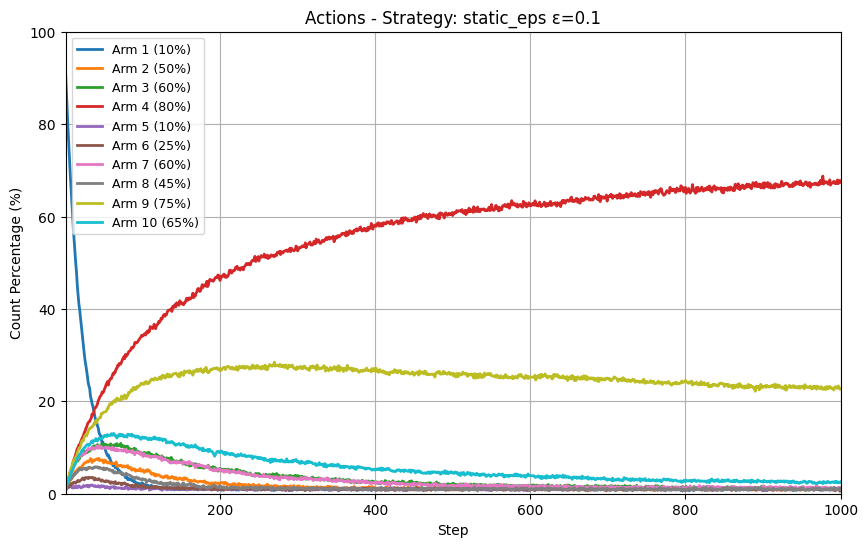 Actions - Strategy: static_eps ε=0.1
Count Percentage (%)
100
80
60
40
20
0
Arm 1 (10%)
Arm 2 (50%)
Arm 3 (60%)
Arm 4 (80%)
Arm 5 (10%)
Arm 6 (25%)
Arm 7 (60%)
Arm 8 (45%)
Arm 9 (75%)
Arm 10 (65%)
200
400
600
800
1000
Step